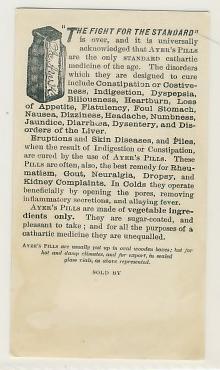 "THE FIGHT FOR THE STANDARD"
is over, and it is universally
acknowledged that AYER'S PILLS
are the only STANDARD cathartic
medicine of the age. The disorders
which they are designed to cure
include Constipation or Costive-
ness, Indigestion, Dyspepsia,
Biliousness, Heartburn, Loss
of Appetite, Flatulency, Foul Stomach,
Nausea, Dizziness, Headache, Numbness,
Jaundice, Diarrhœa, Dysentery, and Dis-
orders of the Liver.
Eruptions and Skin Diseases, and Piles,
when the result of Indigestion or Constipation,
are cured by the use of AYER'S PILLS. These
PILLS are often, also, the best remedy for Rheu-
matism, Gout, Neuralgia, Dropsy, and
Kidney Complaints. In Colds they operate
beneficially by opening the pores, removing
inflammatory secretions, and allaying fever.
AYER'S PILLS are made of vegetable ingre-
dients only. They are sugar-coated, and
pleasant to take; and for all the purposes of a
cathartic medicine they are unequalled.
AYER'S PILLS are usually put up in oval wooden boxes; but for
hot and damp climates, and for export, in sealed
glass vials, as above represented.
SOLD BY